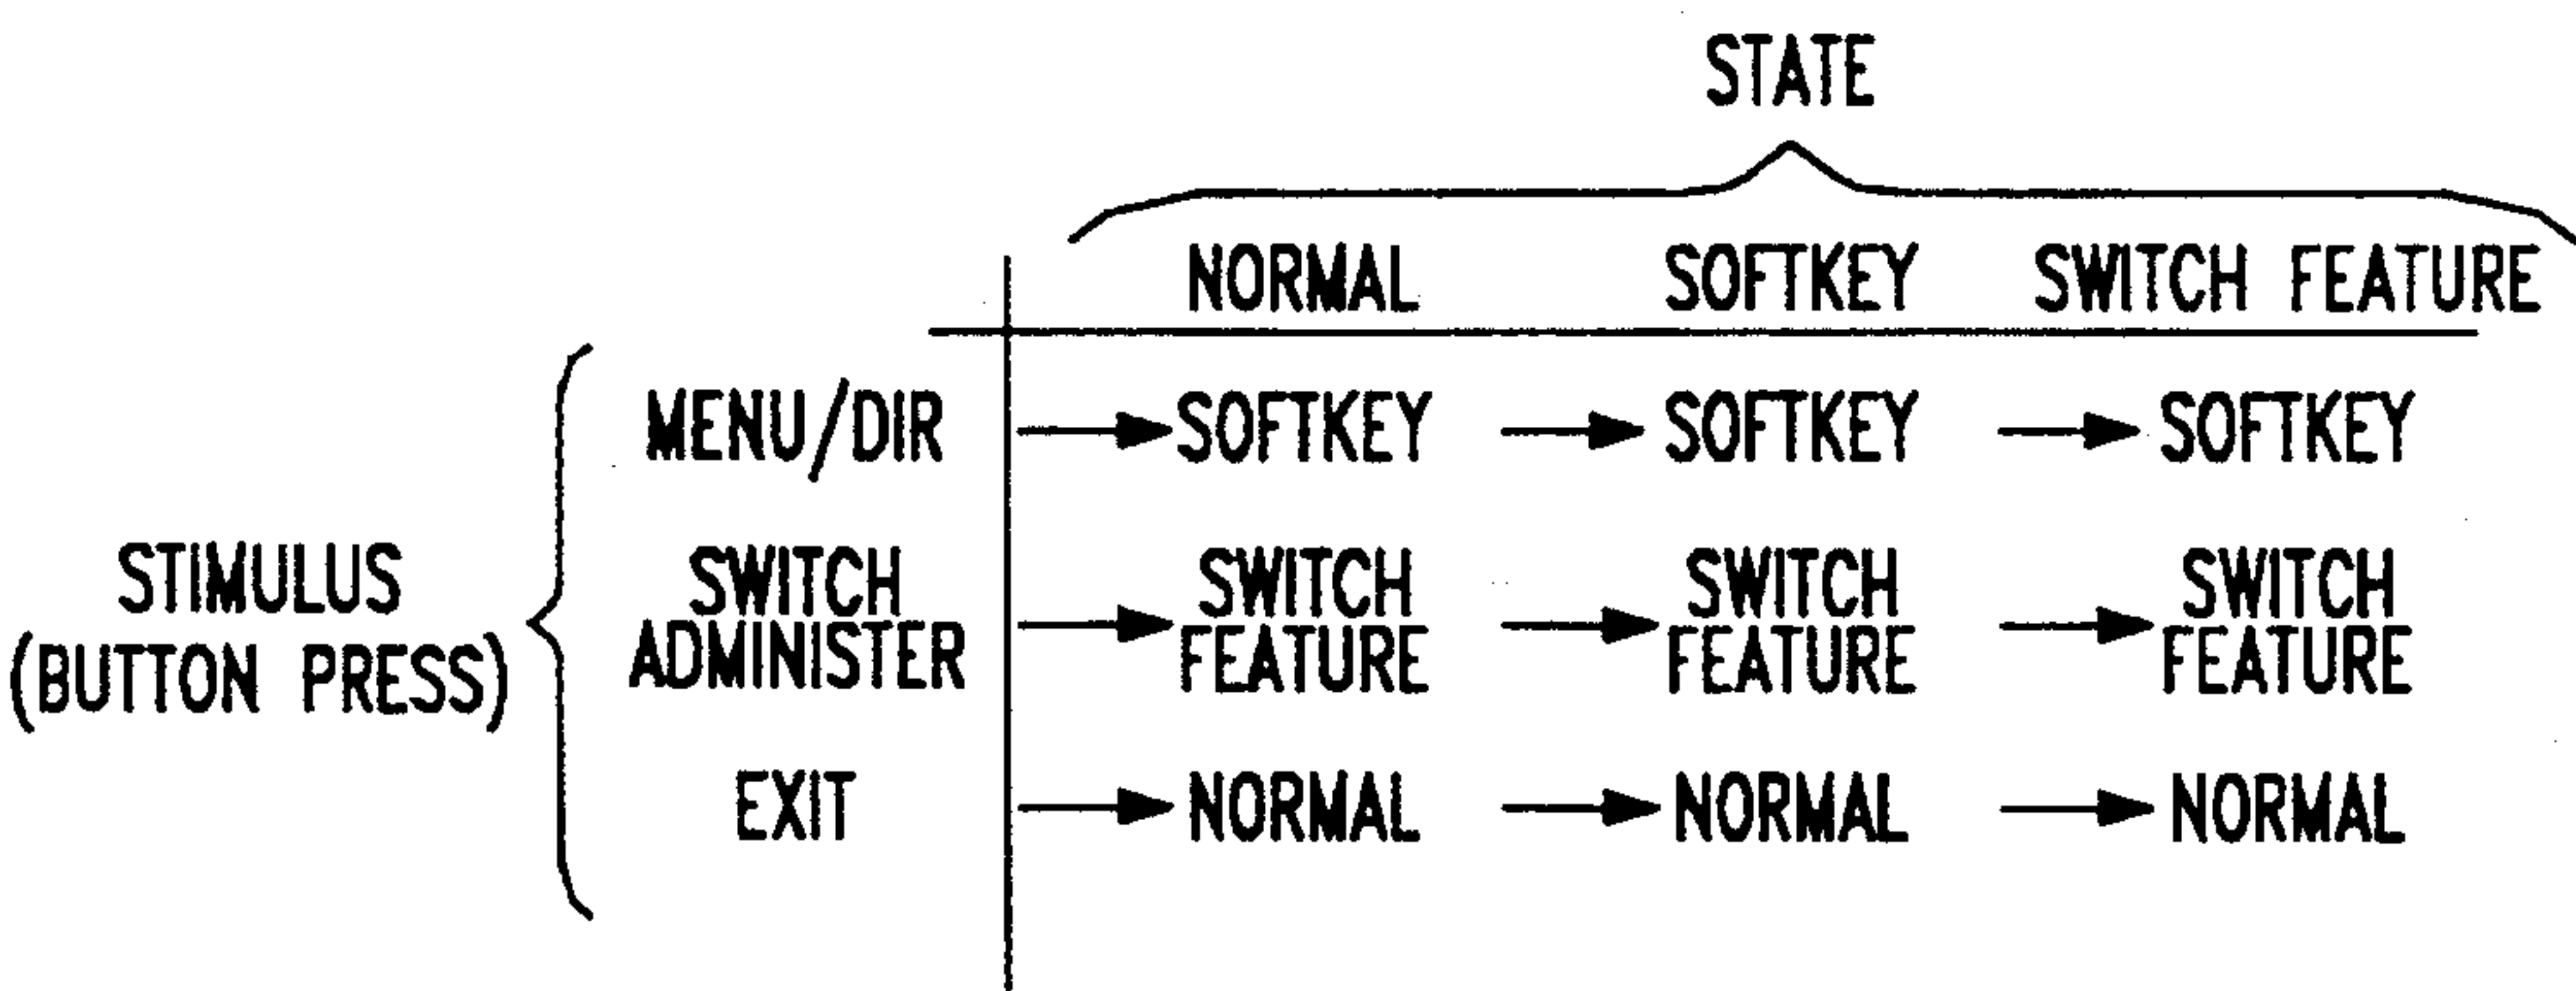 STATE
NORMAL SOFTKEY SWITCH FEATURE
MENU/DIR SOFTKEY SOFTKEY SOFTKEY
STIMULUS
(BUTTON PRESS)
SWITCH
ADMINISTER
SWITCH
FEATURE
SWITCH
FEATURE
SWITCH
FEATURE
EXIT NORMAL NORMAL NORMAL